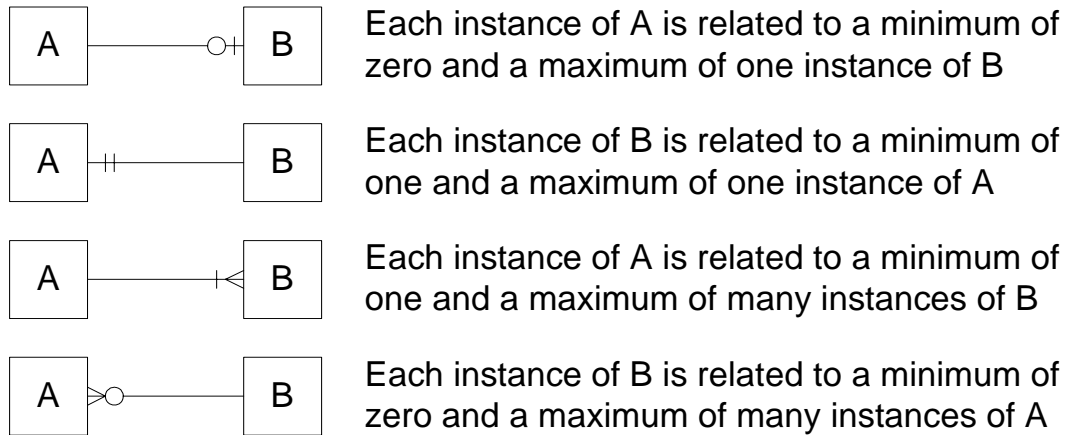 A B Each instance of A is related to a minimum of
zero and a maximum of one instance of B
A B Each instance of B is related to a minimum of
one and a maximum of one instance of A
A B Each instance of A is related to a minimum of
one and a maximum of many instances of B
A B Each instance of B is related to a minimum of
zero and a maximum of many instances of A